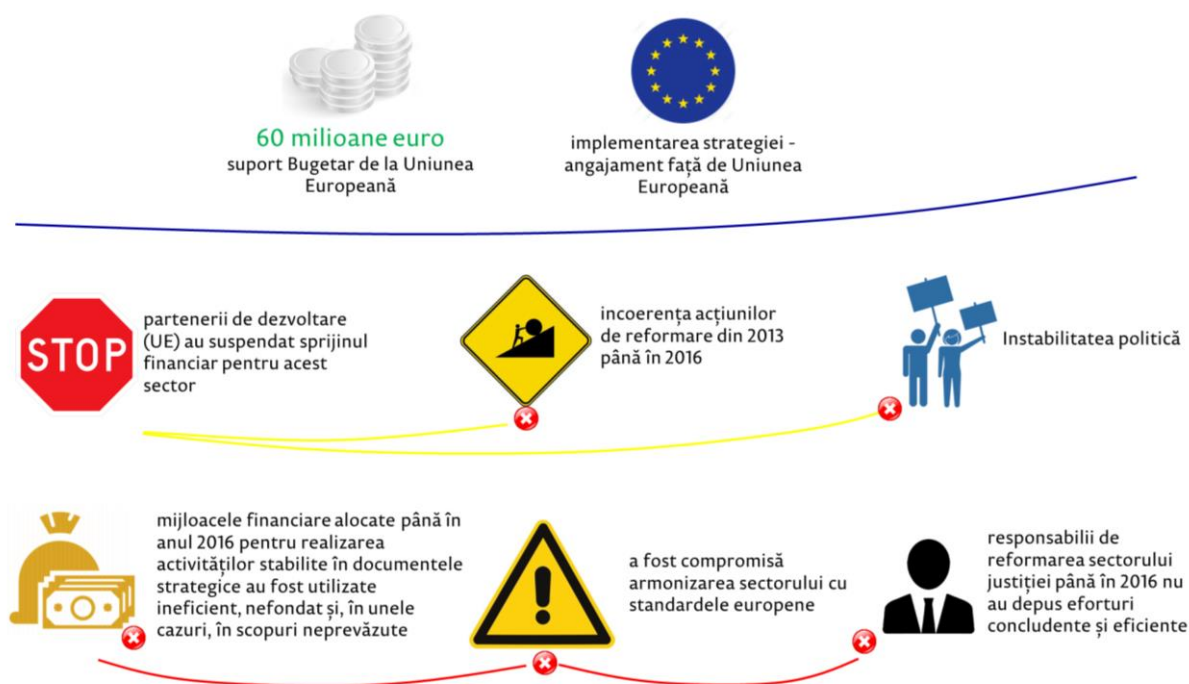 60 milioane euro
suport Bugetar de la Uniunea
Europeană
implementarea strategiei -
angajament față de Uniunea
Europeană
STOP
partenerii de dezvoltare
(UE) au suspendat sprijinul
financiar pentru acest
sector
incoerența acțiunilor
de reformare din 2013
până în 2016
Instabilitatea politică
mijloacele financiare alocate până în
anul 2016 pentru realizarea
activităților stabilite în documentele
strategice au fost utilizate
ineficient, nefondat și, în unele
cazuri, în scopuri neprevăzute
a fost compromisă
armonizarea sectorului cu
standardele europene
responsabilii de
reformarea sectorului
justiției până în 2016 nu
au depus eforturi
concludente și eficiente